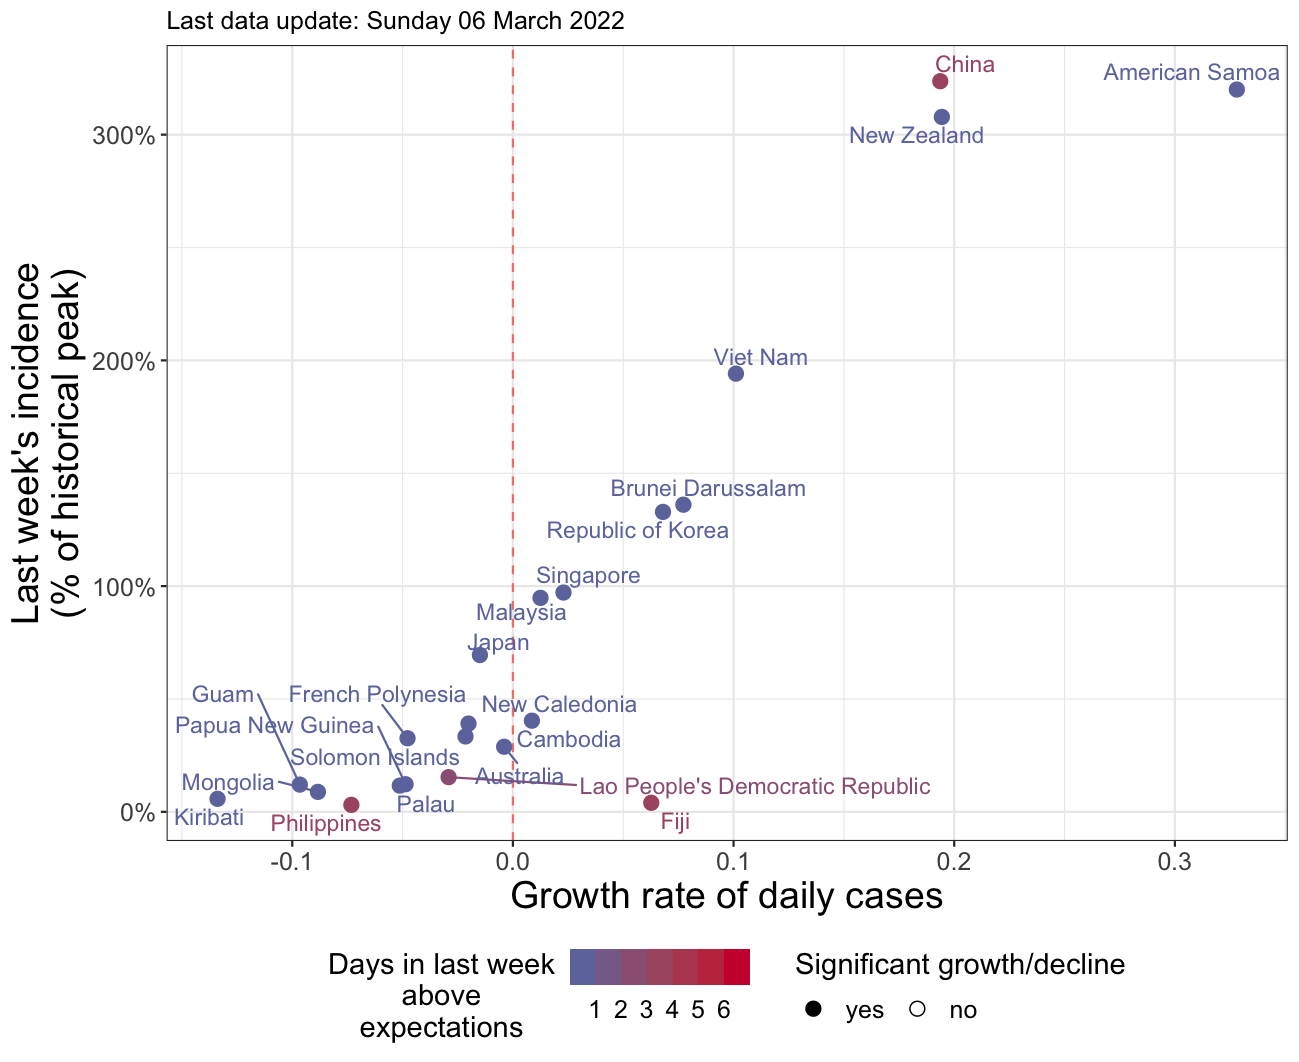 Last data update: Sunday 06 March 2022
China
American Samoa
300%
New Zealand
Viet Nam
200%
Brunei Darussalam
Republic of Korea
Singapore
100%
Malaysia
Japan
Guam
French Polynesia
New Caledonia
Papua New Guinea
Cambodia
Solomon Islands
Australia
Mongolia
Lao People's Democratic Republic
Palau
0%
Kiribati
Philippines
Fiji
Last week's incidence
(% of historical peak)
-0.1 0.0 0.1 0.2 0.3
Growth rate of daily cases
Days in last week
above
expectations
1 2 3 4 5 6
Significant growth/decline
yes no